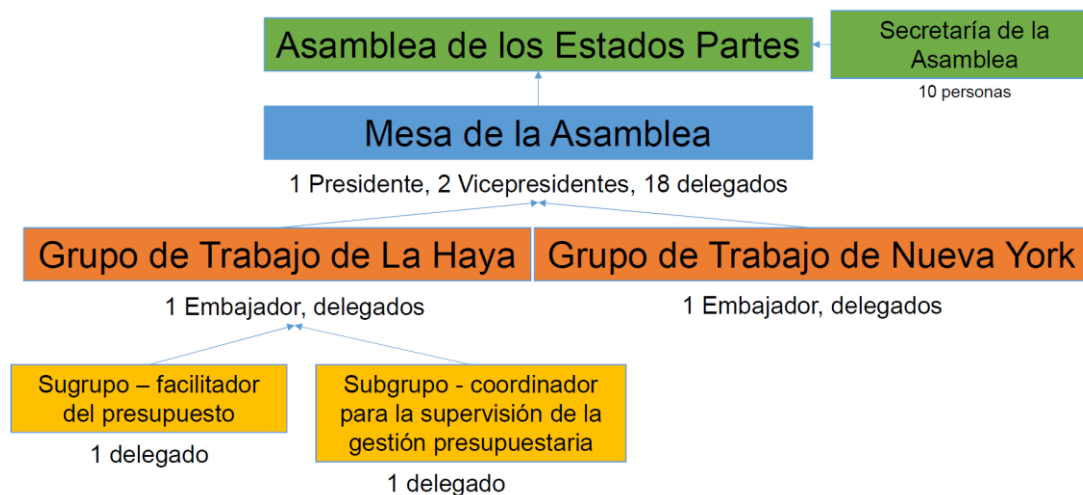 Asamblea de los Estados Partes
Secretaría de la
Asamblea
10 personas
Mesa de la Asamblea
1 Presidente, 2 Vicepresidentes, 18 delegados
Grupo de Trabajo de La Haya
Grupo de Trabajo de Nueva York
1 Embajador, delegados
1 Embajador, delegados
Sugrupo – facilitador
del presupuesto
1 delegado
Subgrupo - coordinador
para la supervisión de la
gestión presupuestaria
1 delegado